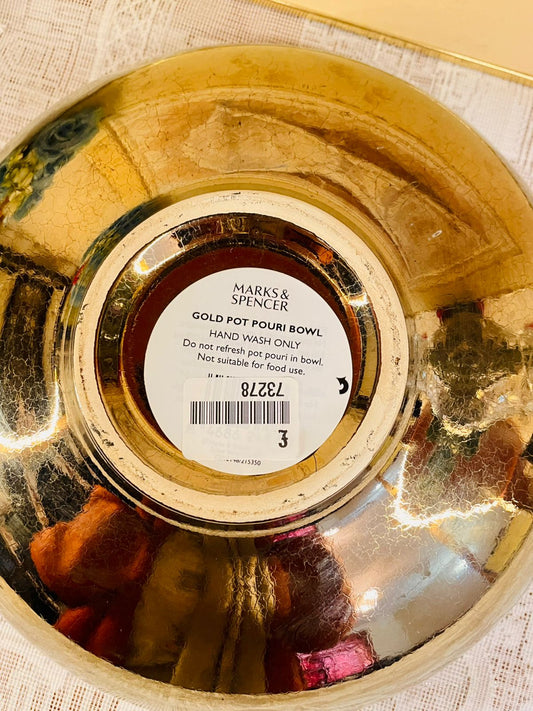 MARKS &
SPENCER
GOLD POT POURI BOWL
HAND WASH ONLY
Do not refresh pot pouri in bowl.
Not suitable for food use.
73278
£